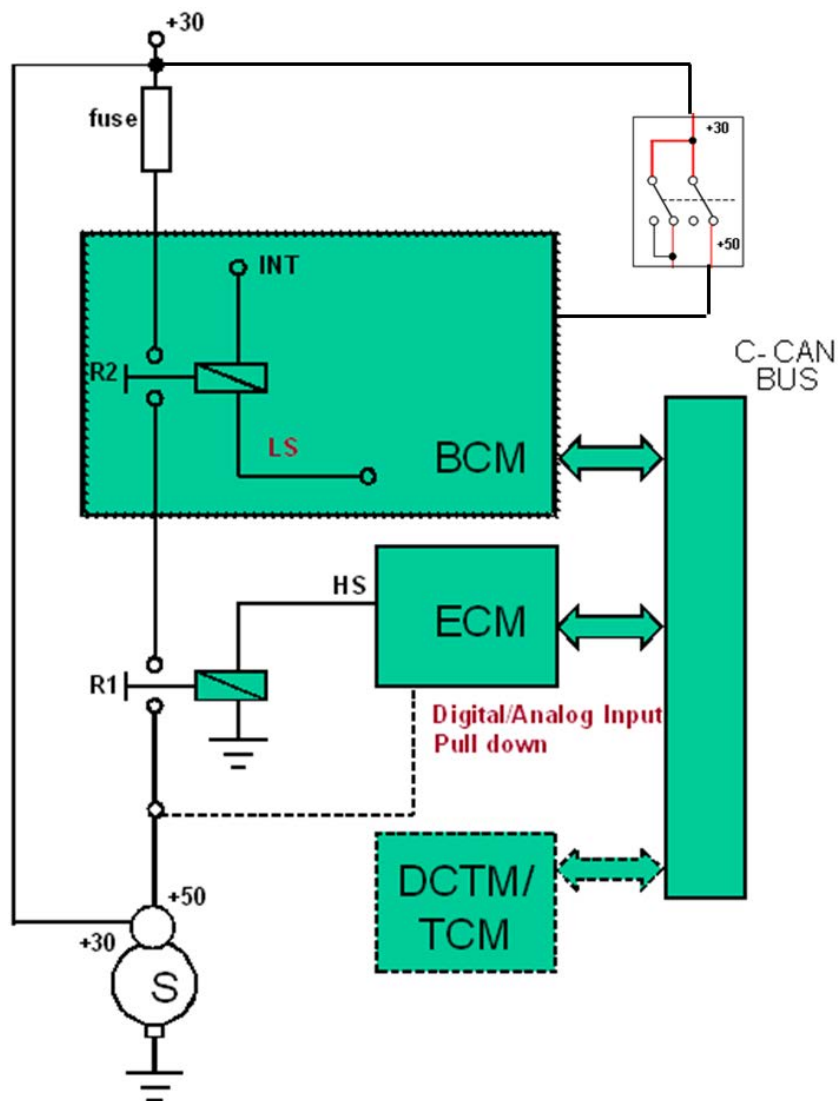 +30
fuse
+30
+50
INT
R2
LS
BCM
C- CAN
BUS
HS
ECM
R1
Digital/Analog Input
Pull down
DCTM/
TCM
+50
+30
S